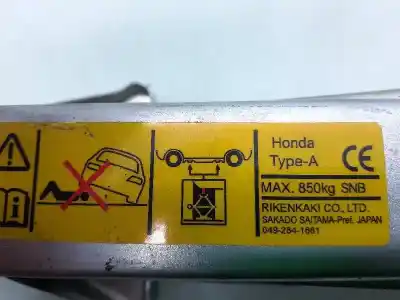 Honda
Type-A
CE
MAX. 850kg SNB
RIKENKAKI CO., LTD.
SAKADO SAITAMA-Pref. JAPAN
049-284-1661